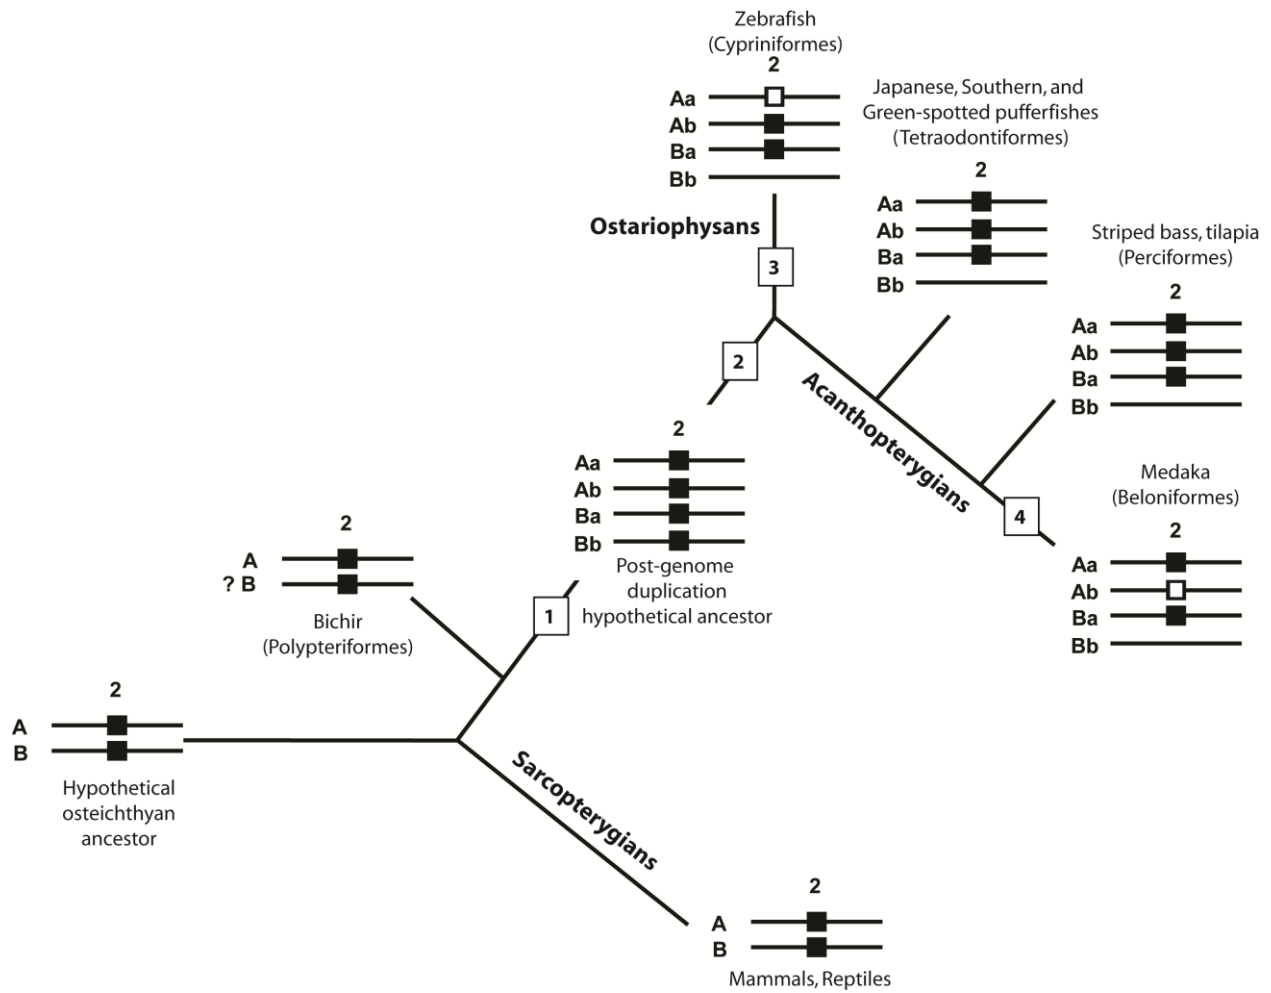 Zebrafish
(Cypriniformes)
2
Aa
Ab
Ba
Bb
Japanese, Southern, and
Green-spotted pufferfishes
(Tetraodontiformes)
2
Aa
Ab
Ba
Bb
Ostariophysans
3
Striped bass, tilapia
(Perciformes)
2
Aa
Ab
Ba
Bb
2
Acanthopterygians
2
Aa
Ab
Ba
Bb
Post-genome
duplication
hypothetical ancestor
Medaka
(Beloniformes)
2
Aa
Ab
Ba
Bb
4
2
A
? B
Bichir
(Polypteriformes)
1
2
A
B
Hypothetical
osteichthyan
ancestor
Sarcopterygians
2
A
B
Mammals, Reptiles